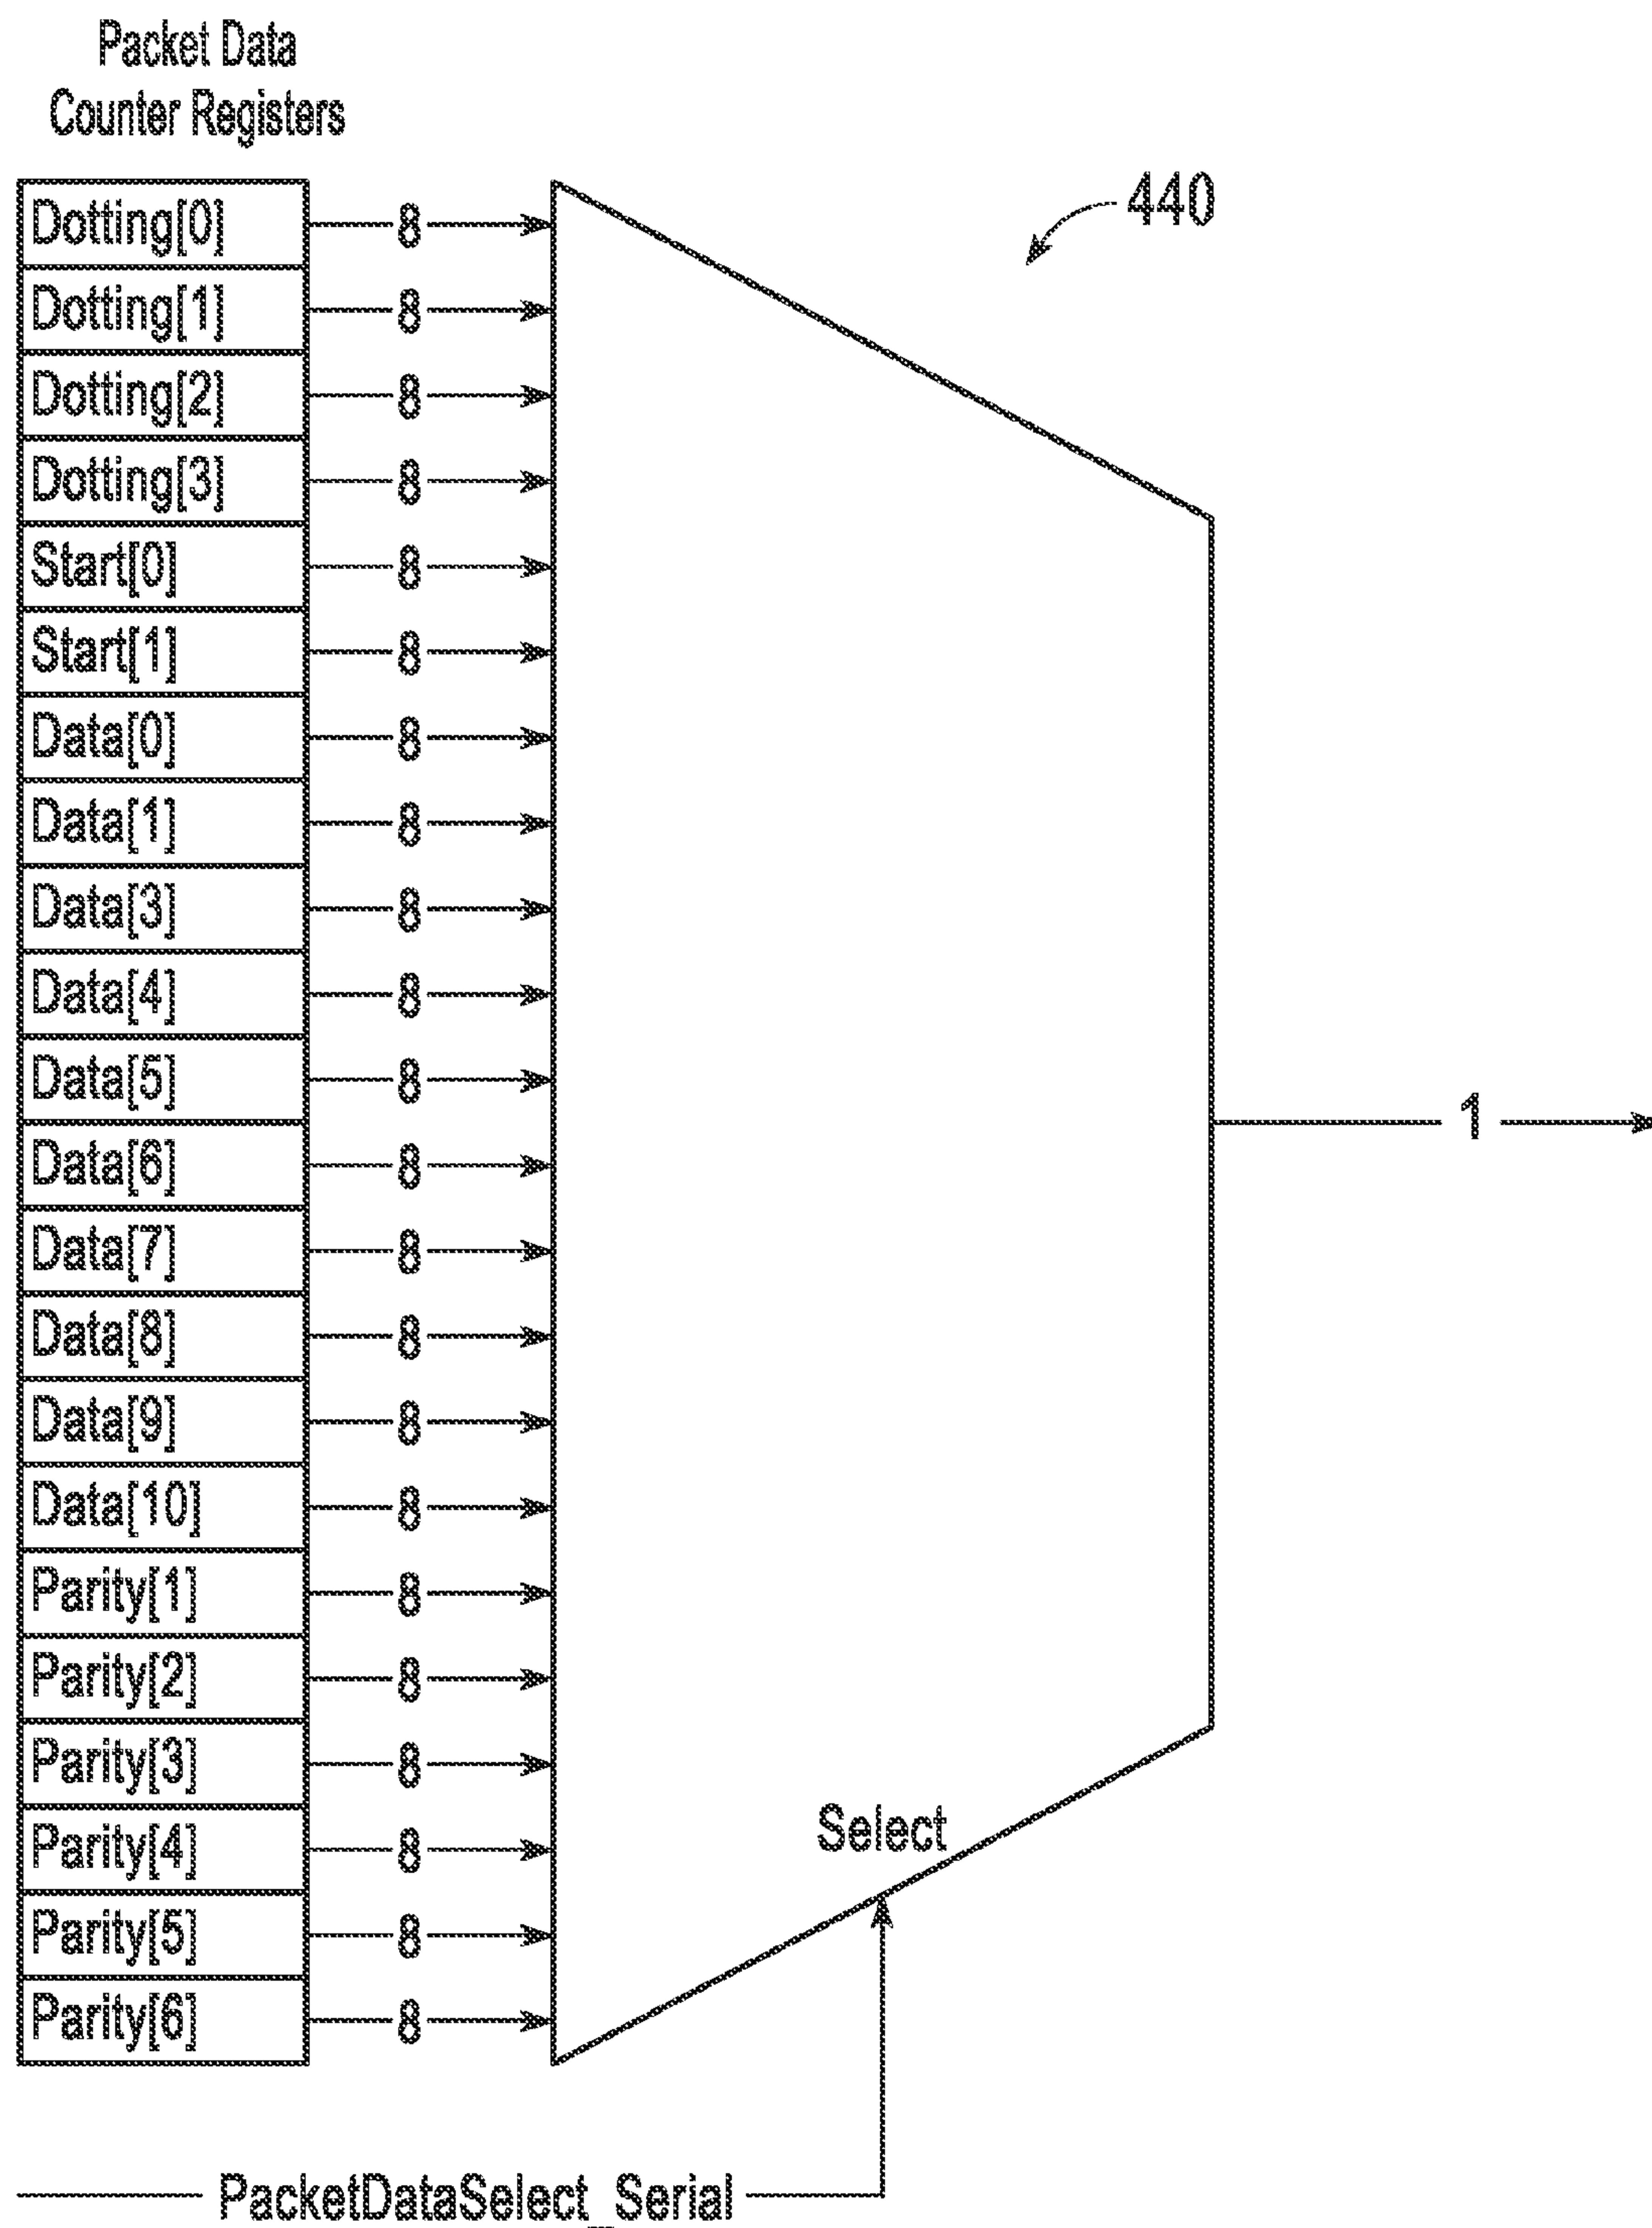 Packet Data
Counter Registers
440
Dotting[0] 8
Dotting[1] 8
Dotting[2] 8
Dotting[3] 8
Start[0] 8
Start[1] 8
Data[0] 8
Data[1] 8
Data[3] 8
Data[4] 8
Data[5] 8
1
Data[6] 8
Data[7] 8
Data[8] 8
Data[9] 8
Data[10] 8
Parity[1] 8
Parity[2] 8
Parity[3] 8
Select
Parity[4] 8
Parity[5] 8
Parity[6] 8
PacketDataSelect_Serial